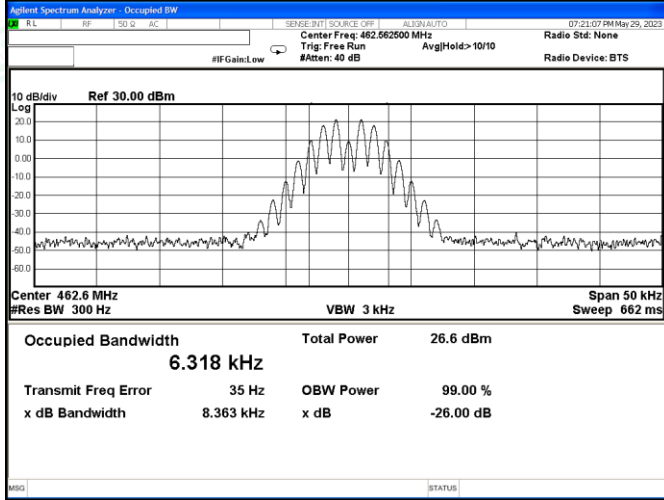 Agilent Spectrum Analyzer - Occupied BW
RL RF 50 Ω AC SENSE:INT SOURCE OFF ALIGN AUTO 07:21:07 PM May 29, 2023
Center Freq: 462.562500 MHz Radio Std: None
Trig: Free Run Avg|Hold:> 10/10
#IFGain:Low #Atten: 40 dB Radio Device: BTS
10 dB/div Ref 30.00 dBm
Log
20.0
10.0
0.00
-10.0
-20.0
-30.0
-40.0
-50.0
-60.0
Center 462.6 MHz Span 50 kHz
#Res BW 300 Hz VBW 3 kHz Sweep 662 ms
Occupied Bandwidth Total Power 26.6 dBm
6.318 kHz
Transmit Freq Error 35 Hz OBW Power 99.00 %
x dB Bandwidth 8.363 kHz x dB -26.00 dB
MSG STATUS